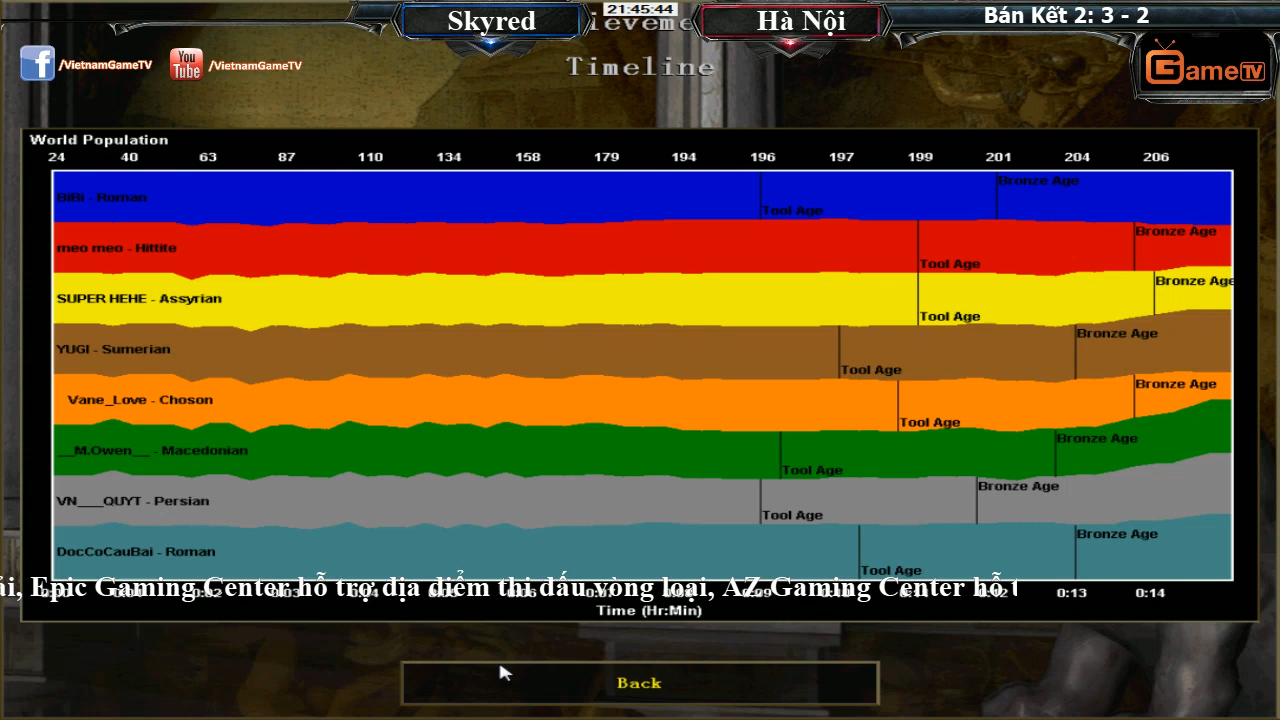 21:45:44
Skyred
Hà Nội
Bán Kết 2: 3 - 2
Timeline
f /VietnamGameTV
You Tube /VietnamGameTV
GameTV
World Population
24 40 63 87 110 134 158 179 194 196 197 199 201 204 206
BiBi - Roman
Tool Age
Bronze Age
meo meo - Hittite
Tool Age
Bronze Age
SUPER HEHE - Assyrian
Tool Age
Bronze Age
YUGI - Sumerian
Tool Age
Bronze Age
Vane_Love - Choson
Tool Age
Bronze Age
__M.Owen__ - Macedonian
Tool Age
Bronze Age
VN___QUYT - Persian
Tool Age
Bronze Age
DocCoCauBai - Roman
Tool Age
Bronze Age
Epic Gaming Center hỗ trợ địa điểm thi đấu vòng loại, AZ Gaming Center hỗ
0:13 0:14
Time (Hr:Min)
Back